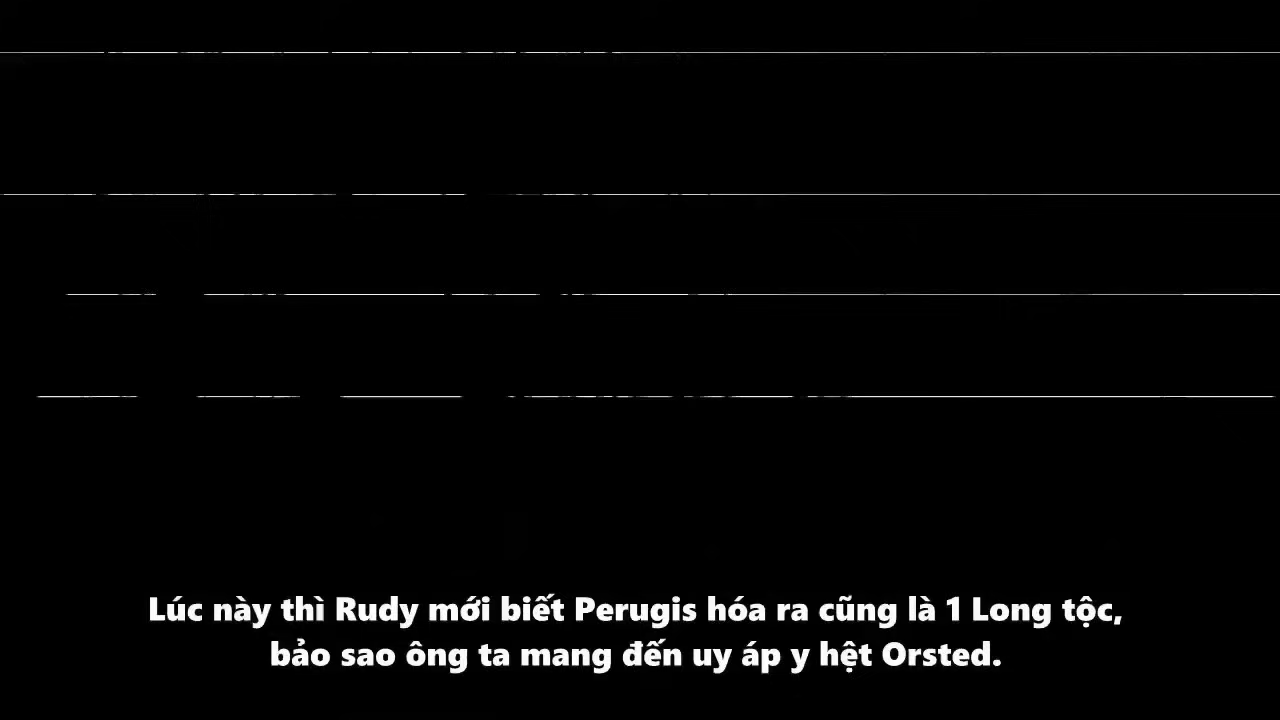 Lúc này thì Rudy mới biết Perugis hóa ra cũng là 1 Long tộc,
bảo sao ông ta mang đến uy áp y hệt Orsted.